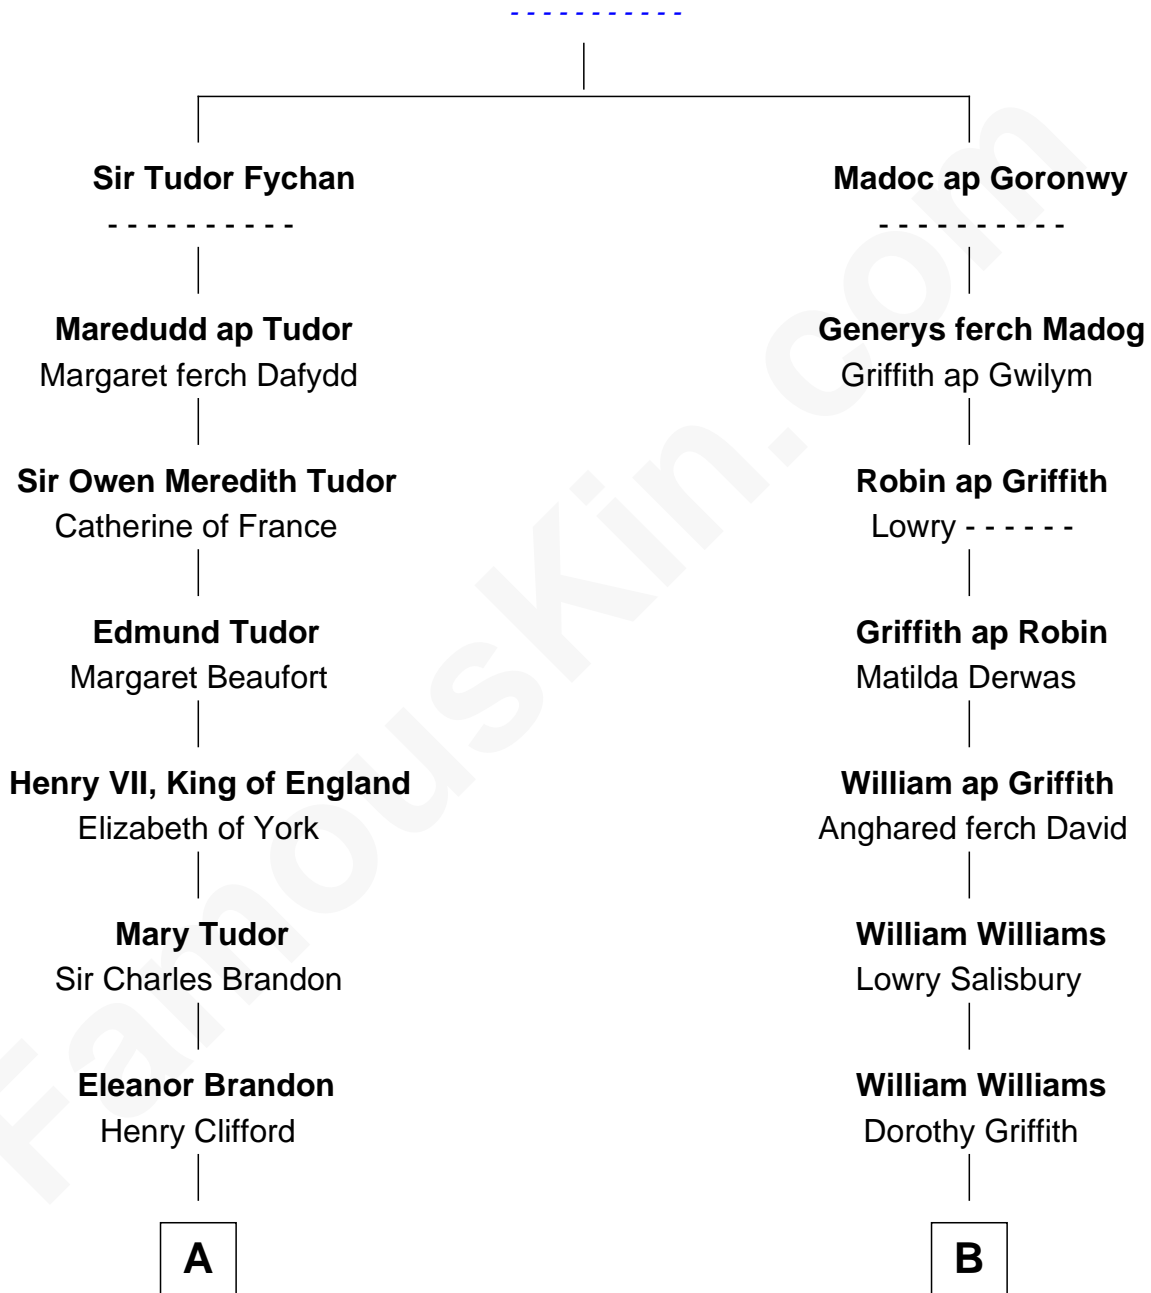 - - - - - - - - - - -
Sir Tudor Fychan
- - - - - - - - - -
Maredudd ap Tudor
Margaret ferch Dafydd
Sir Owen Meredith Tudor
Catherine of France
Edmund Tudor
Margaret Beaufort
Henry VII, King of England
Elizabeth of York
Mary Tudor
Sir Charles Brandon
Eleanor Brandon
Henry Clifford
A
Madoc ap Goronwy
- - - - - - - - - -
Generys ferch Madog
Griffith ap Gwilym
Robin ap Griffith
Lowry - - - - - -
Griffith ap Robin
Matilda Derwas
William ap Griffith
Anghared ferch David
William Williams
Lowry Salisbury
William Williams
Dorothy Griffith
B
FamousKin.com